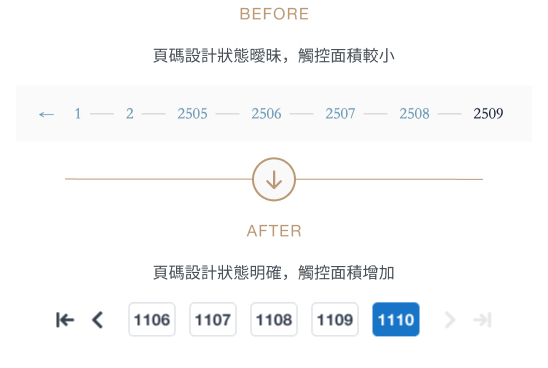 BEFORE
頁碼設計狀態曖昧，觸控面積較小
← 1 — 2 — 2505 — 2506 — 2507 — 2508 — 2509
AFTER
頁碼設計狀態明確，觸控面積增加
1106 1107 1108 1109 1110